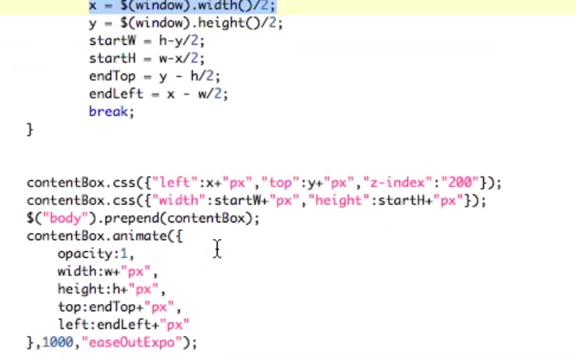 x = $(window).width()/2;
y = $(window).height()/2;
startW = h-y/2;
startH = w-x/2;
endTop = y - h/2;
endLeft = x - w/2;
break;
}
contentBox.css({"left":x+"px","top":y+"px","z-index":"200"});
contentBox.css({"width":startW+"px","height":startH+"px"});
$("body").prepend(contentBox);
contentBox.animate({
opacity:1,
width:w+"px",
height:h+"px",
top:endTop+"px",
left:endLeft+"px"
},1000,"easeOutExpo");